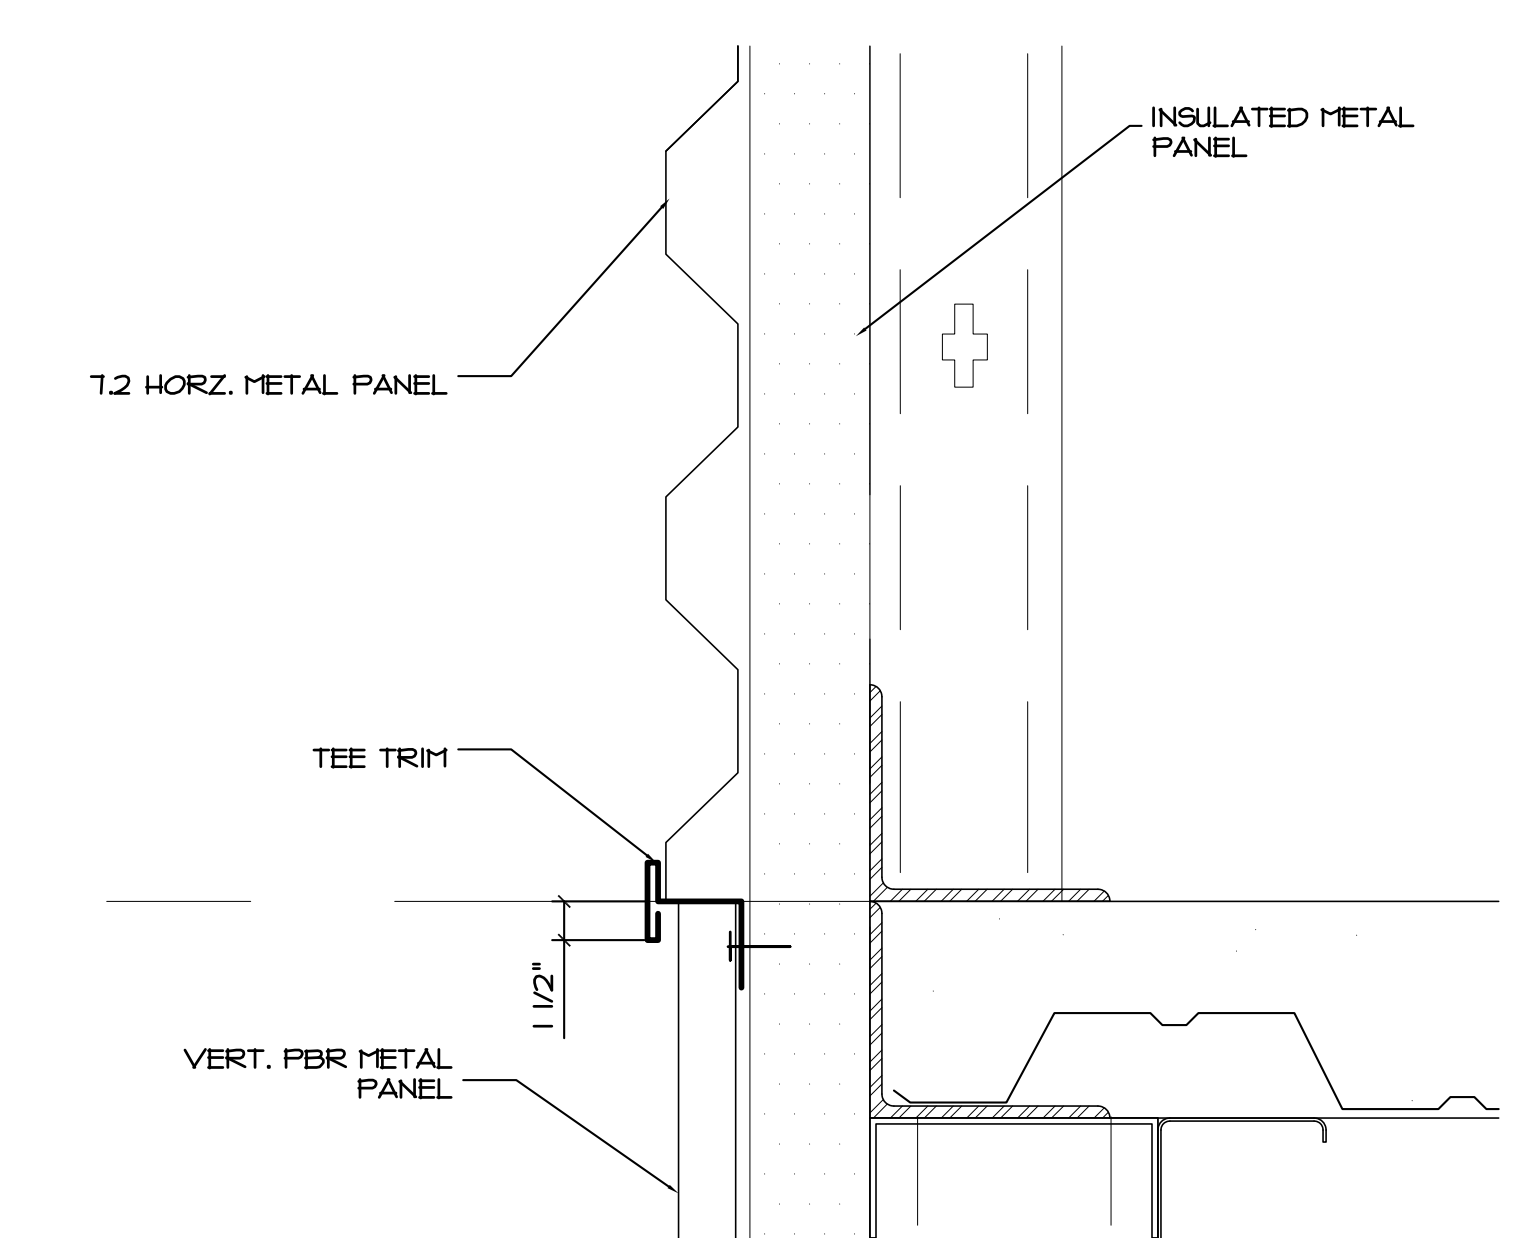 INSULATED METAL
PANEL
7.2 HORZ. METAL PANEL
TEE TRIM
1 1/2"
VERT. PBR METAL
PANEL